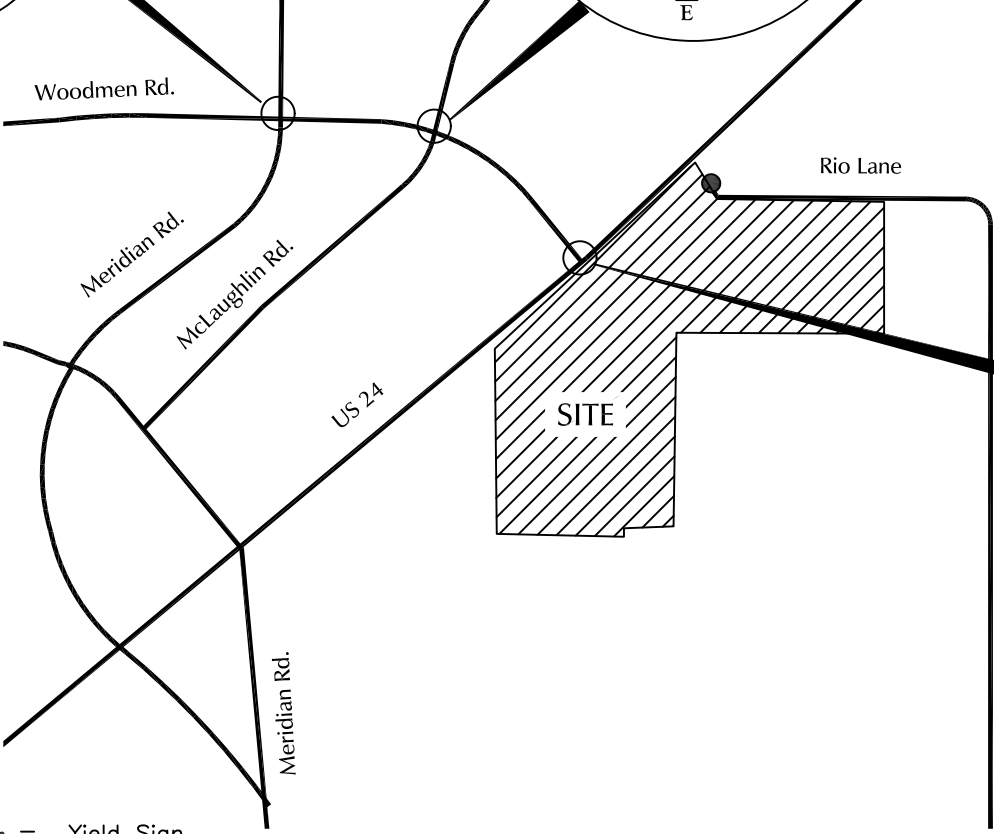 E
Woodmen Rd.
Rio Lane
Meridian Rd.
McLaughlin Rd.
US 24
SITE
Meridian Rd.
= Yield Sign